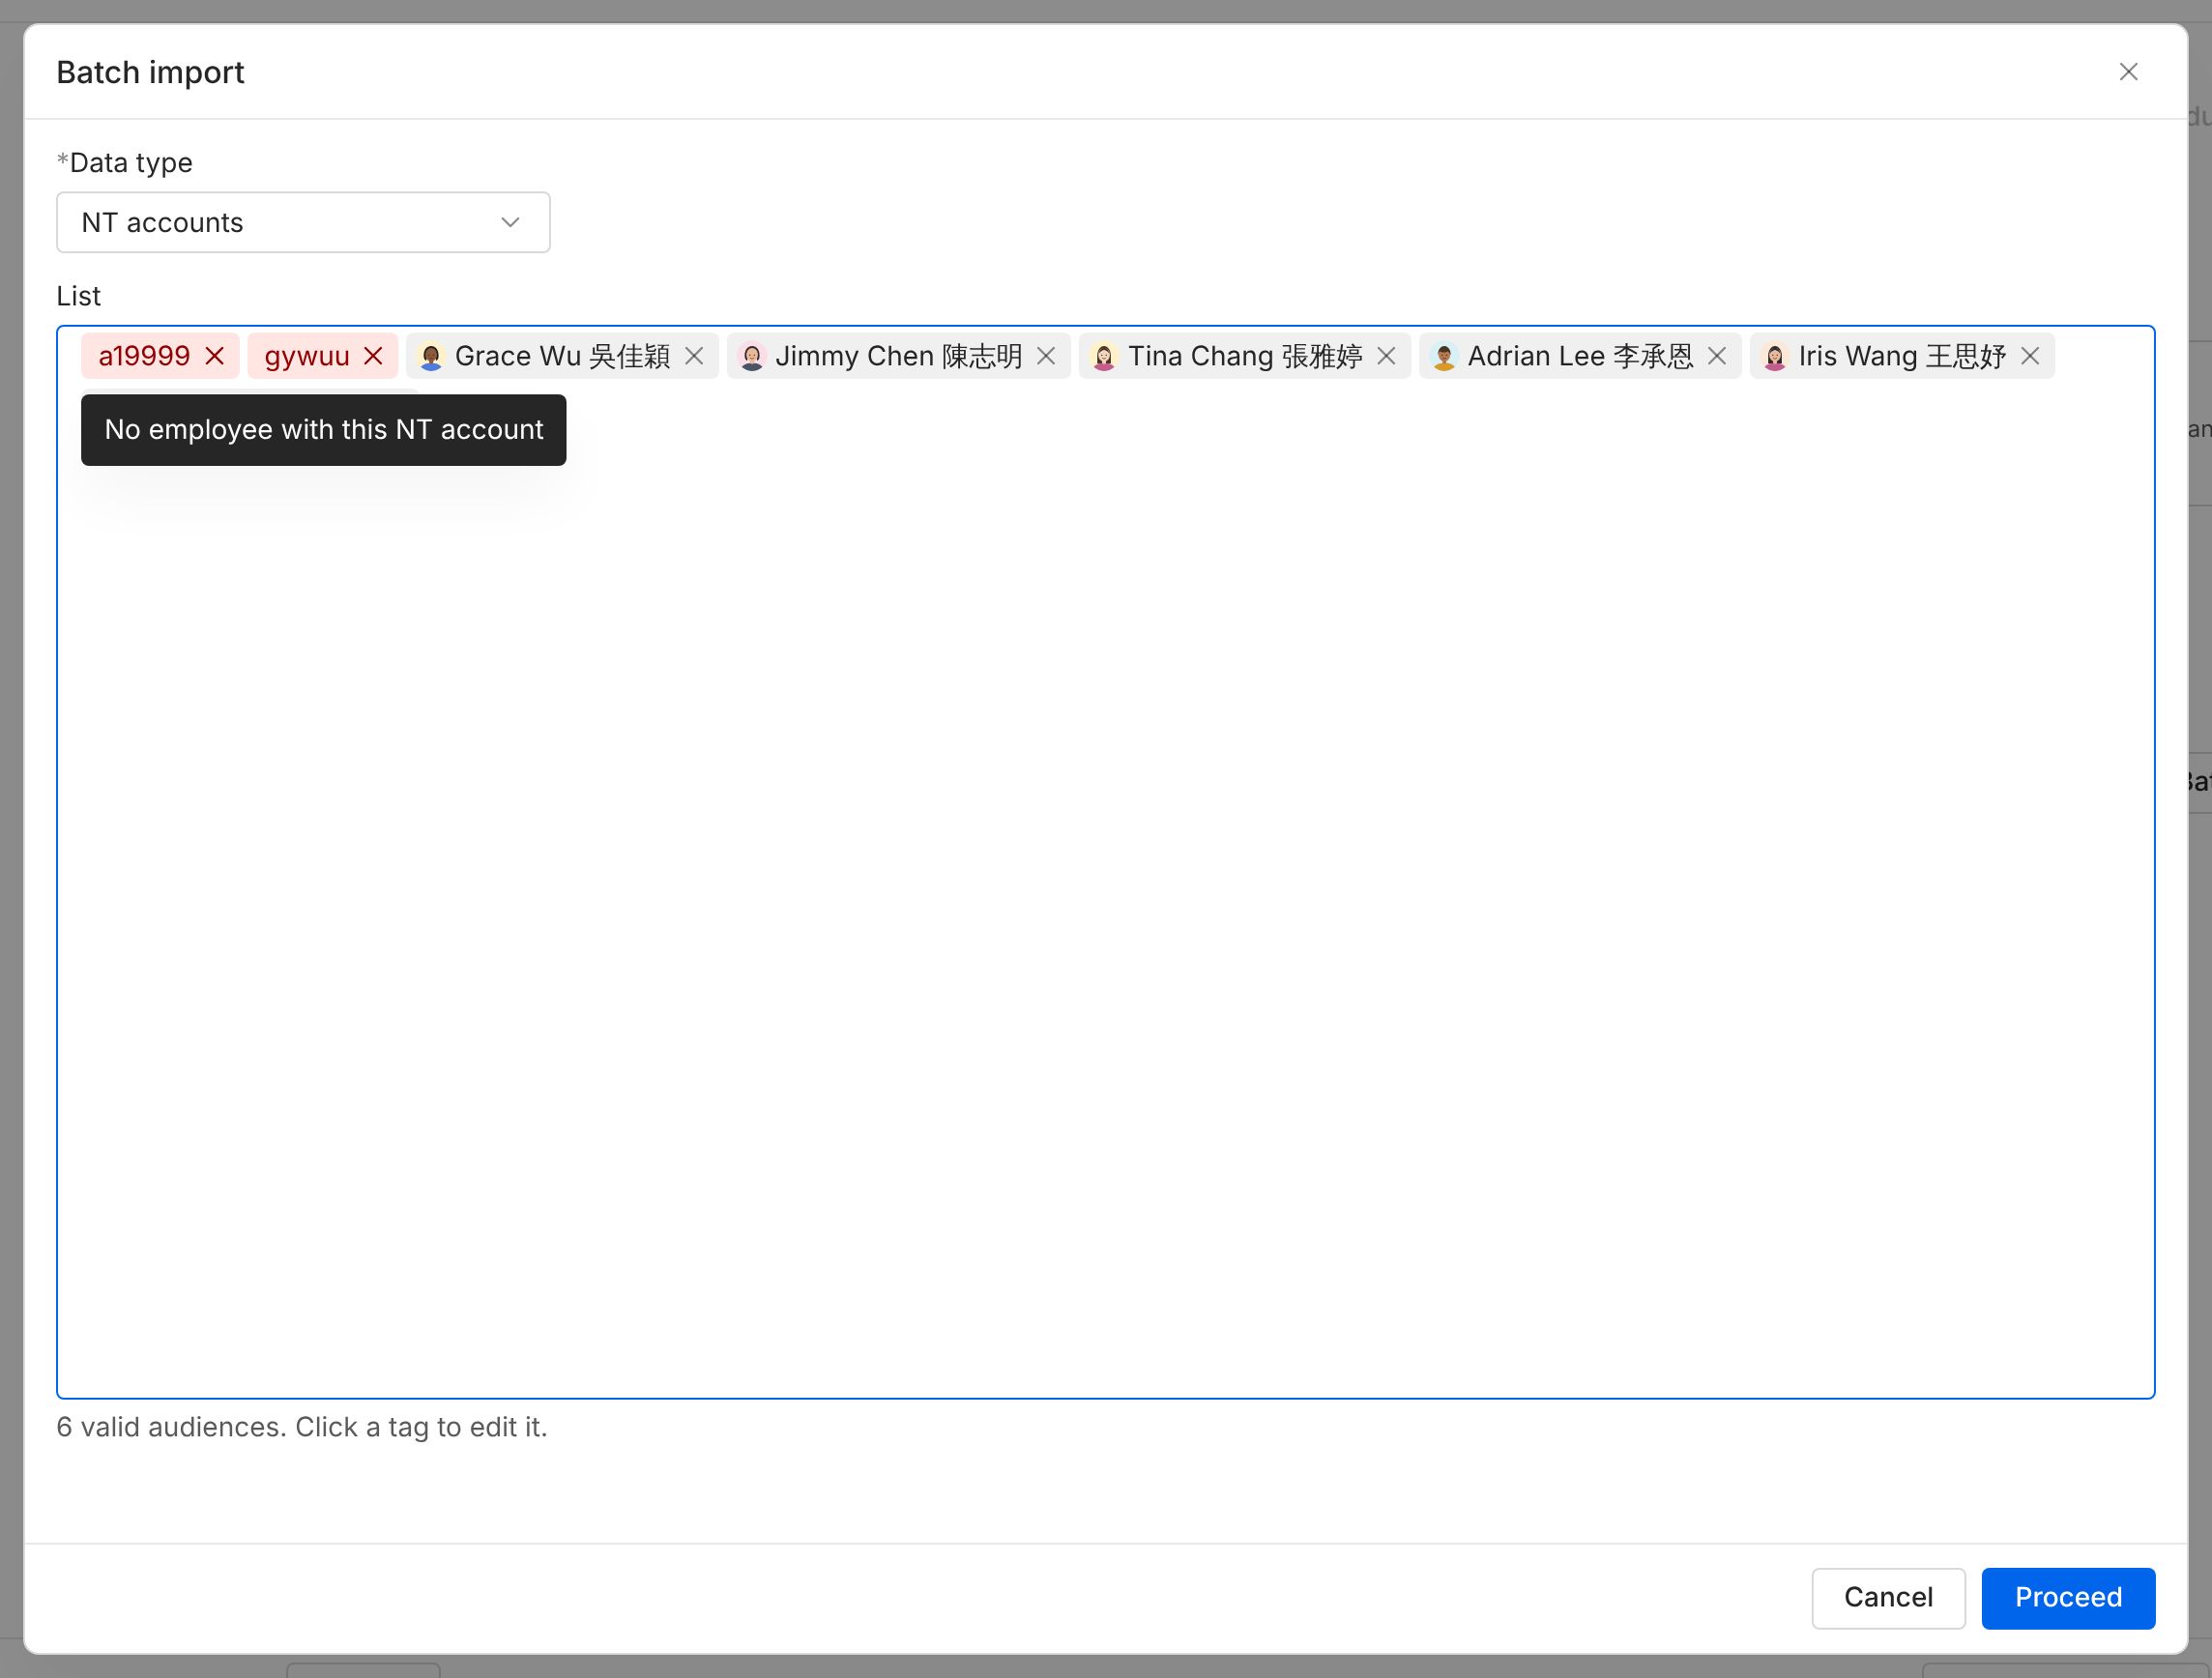 Batch import
*Data type
NT accounts
List
a19999 gywuu Grace Wu 吳佳穎 Jimmy Chen 陳志明 Tina Chang 張雅婷 Adrian Lee 李承恩 Iris Wang 王思妤
No employee with this NT account
6 valid audiences. Click a tag to edit it.
Cancel Proceed